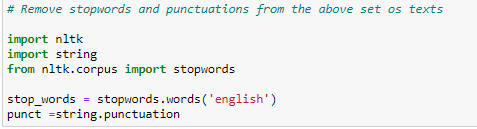 # Remove stopwords and punctuations from the above set os texts
import nltk
import string
from nltk.corpus import stopwords
stop_words = stopwords.words('english')
punct =string.punctuation